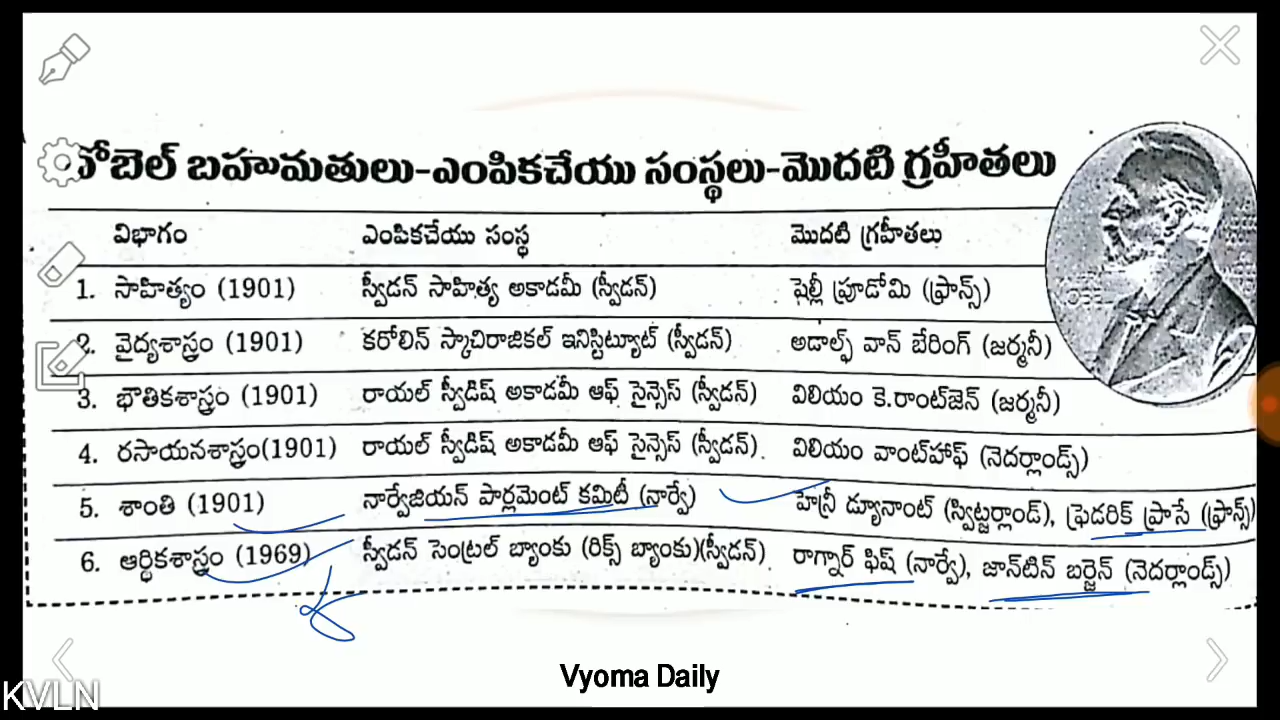 నోబెల్ బహుమతులు-ఎంపికచేయు సంస్థలు-మొదటి గ్రహీతలు
విభాగం ఎంపికచేయు సంస్థ మొదటి గ్రహీతలు
1. సాహిత్యం (1901) స్వీడన్ సాహిత్య అకాడమీ (స్వీడన్) షెల్లీ ప్రూడోమి (ఫ్రాన్స్)
2. వైద్యశాస్త్రం (1901) కరోలిన్ స్కాచిరాజికల్ ఇనిస్టిట్యూట్ (స్వీడన్) అడాల్ఫ్ వాన్ బేరింగ్ (జర్మనీ)
3. భౌతికశాస్త్రం (1901) రాయల్ స్వీడిష్ అకాడమీ ఆఫ్ సైన్సెస్ (స్వీడన్) విలియం కె.రాంట్‌జెన్ (జర్మనీ)
4. రసాయనశాస్త్రం(1901) రాయల్ స్వీడిష్ అకాడమీ ఆఫ్ సైన్సెస్ (స్వీడన్). విలియం వాంట్‌హాఫ్ (నెదర్లాండ్స్)
5. శాంతి (1901) నార్వేజియన్ పార్లమెంట్ కమిటీ (నార్వే) హెన్రీ డ్యూనాంట్ (స్విట్జర్లాండ్), ఫ్రెడరిక్ ప్రాసే (ఫ్రాన్స్)
6. ఆర్థికశాస్త్రం (1969) స్వీడన్ సెంట్రల్ బ్యాంకు (రిక్స్ బ్యాంకు)(స్వీడన్) రాగ్నార్ ఫిష్ (నార్వే), జాన్‌టిన్ బర్జెన్ (నెదర్లాండ్స్)
Vyoma Daily
KVLN